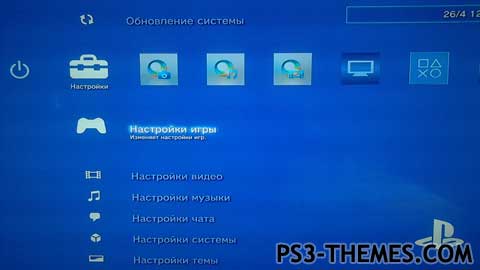 Обновление системы
26/4 12
Настройки
Настройки игры
Изменяет настройки игр.
Настройки видео
Настройки музыки
Настройки чата
Настройки системы
Настройки темы
PS3-THEMES.COM